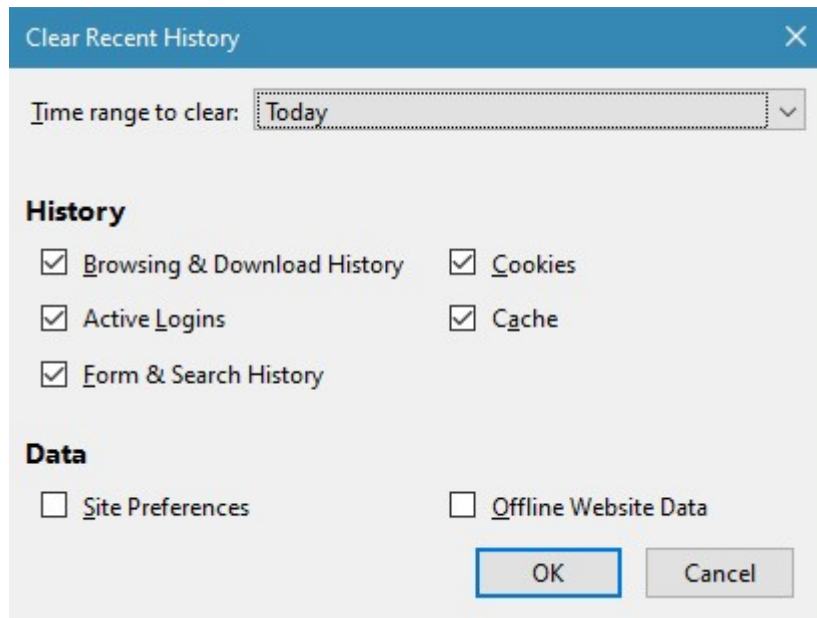 Clear Recent History
Time range to clear: Today
History
Browsing & Download History Cookies
Active Logins Cache
Form & Search History
Data
Site Preferences Offline Website Data
OK Cancel